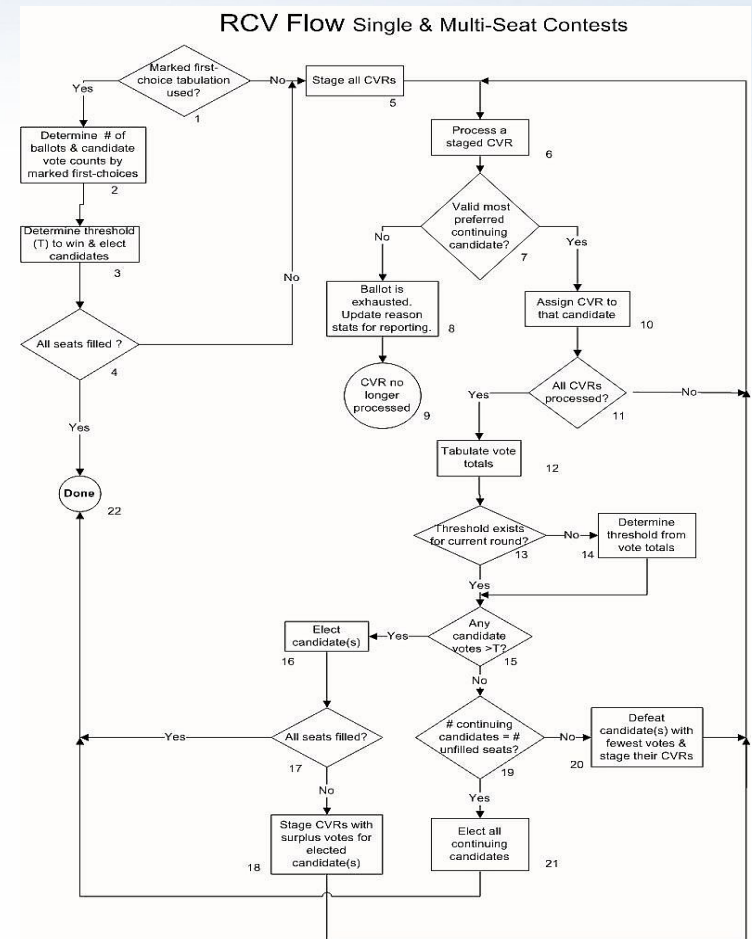 RCV Flow Single & Multi-Seat Contests
Marked first-
choice tabulation
used?
1
Yes
No
Stage all CVRs
5
Determine # of
ballots & candidate
vote counts by
marked first-choices
2
Process a
staged CVR
6
Determine threshold
(T) to win & elect
candidates
3
Valid most
preferred
continuing
candidate?
7
No
Yes
No
Ballot is
exhausted.
Update reason
stats for reporting.
8
Assign CVR to
that candidate
10
All seats filled ?
4
CVR no
longer
processed
9
All CVRs
processed?
11
Yes
No
Yes
Tabulate vote
totals
12
Done
22
Threshold exists
for current round?
13
No
Determine
threshold from
vote totals
14
Yes
Any
candidate
votes >T?
15
Yes
Elect
candidate(s)
16
No
All seats filled?
17
Yes
# continuing
candidates = #
unfilled seats?
19
No
Defeat
candidate(s) with
fewest votes &
stage their CVRs
20
No
Yes
Stage CVRs with
surplus votes for
elected
candidate(s)
18
Elect all
continuing
candidates
21